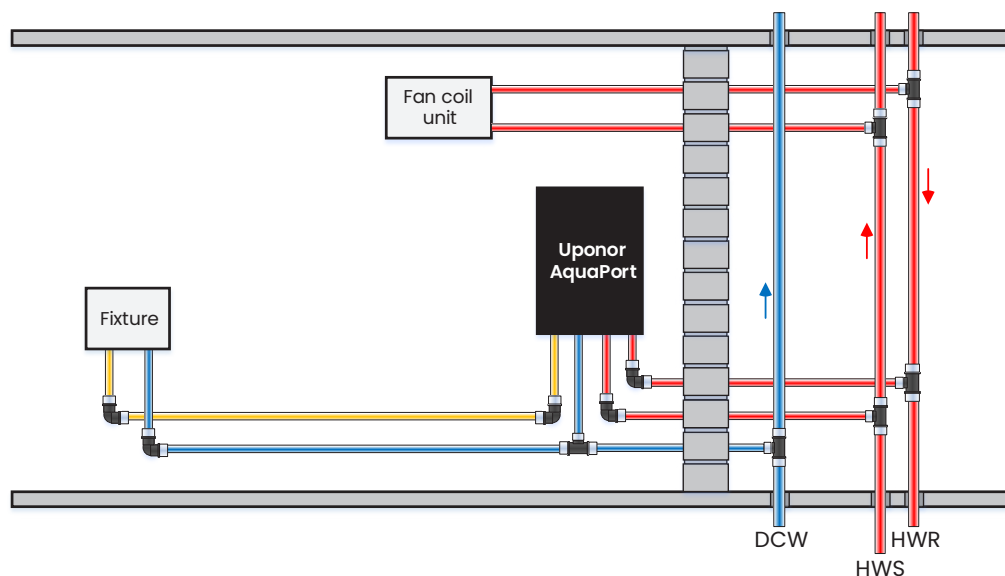 Fan coil
unit
Uponor
AquaPort
Fixture
DCW
HWR
HWS